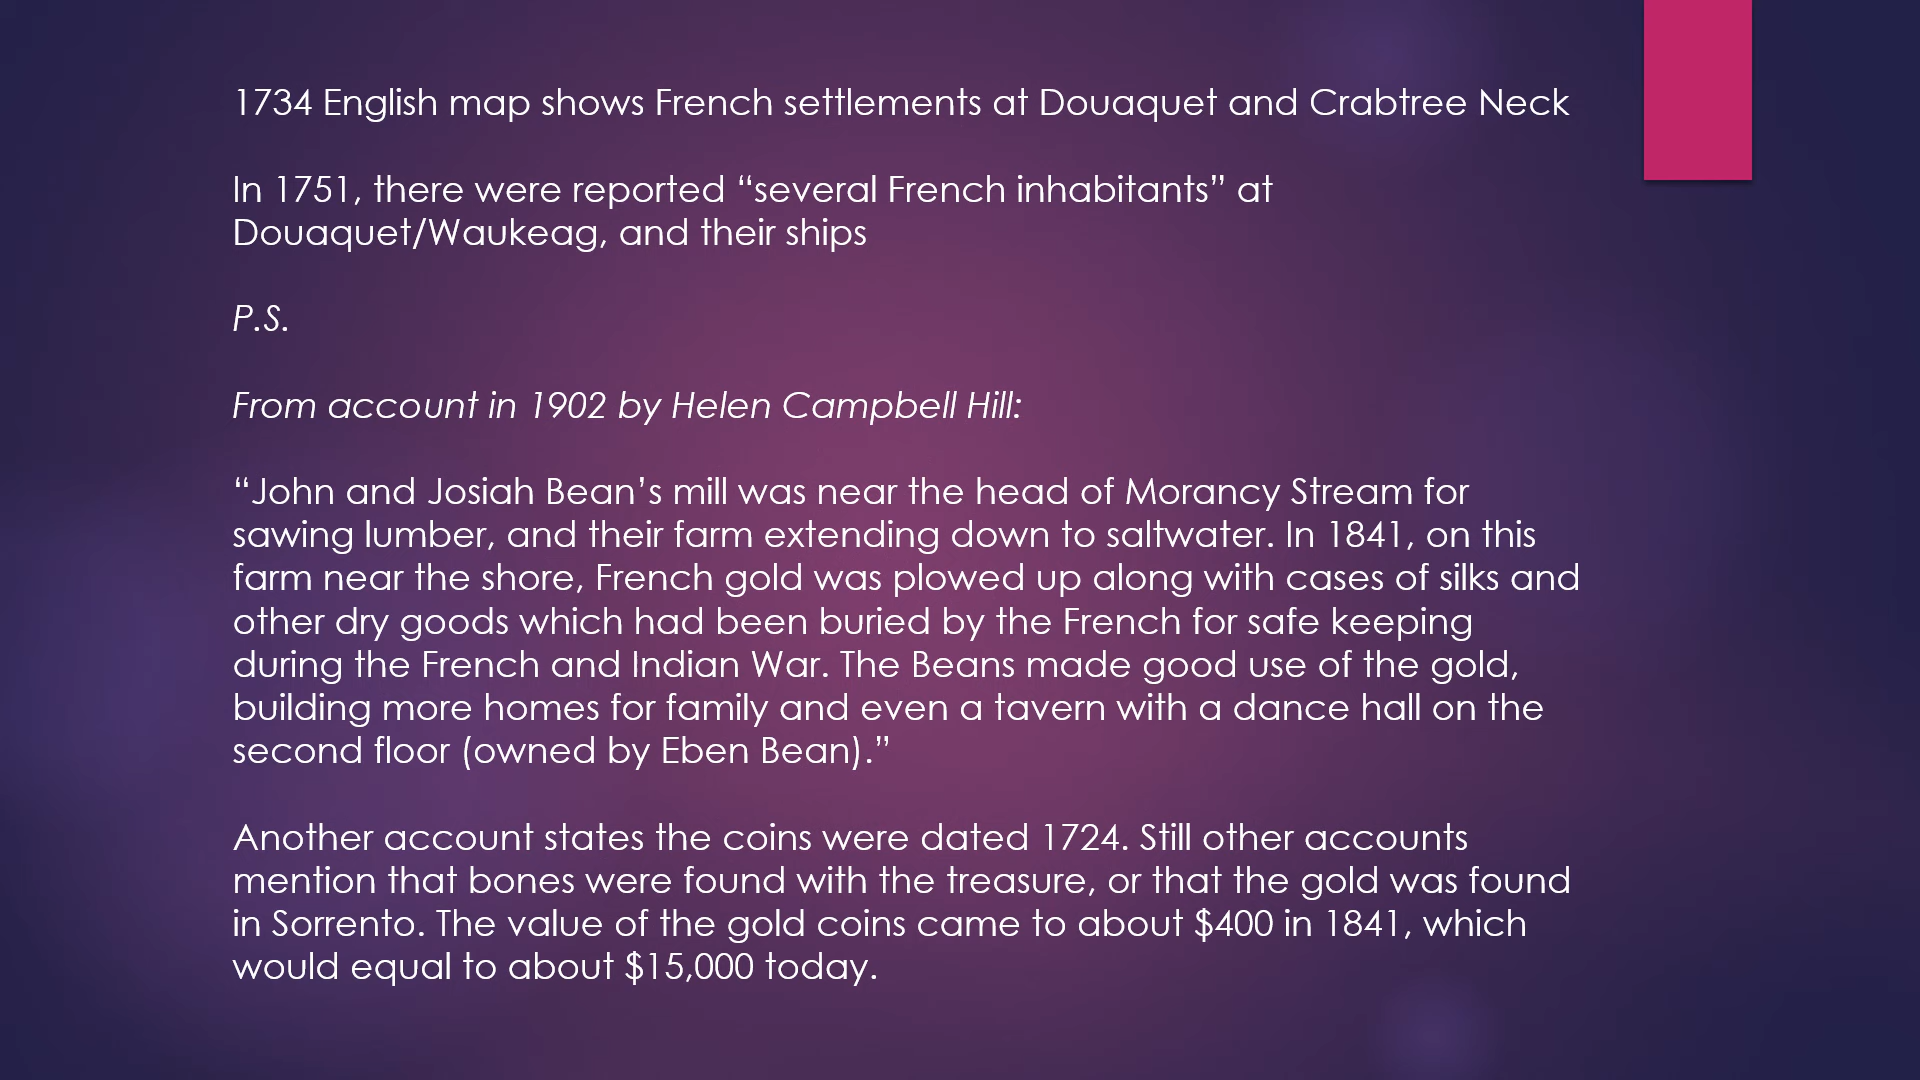 1734 English map shows French settlements at Douaquet and Crabtree Neck
In 1751, there were reported “several French inhabitants” at
Douaquet/Waukeag, and their ships
P.S.
From account in 1902 by Helen Campbell Hill:
“John and Josiah Bean’s mill was near the head of Morancy Stream for
sawing lumber, and their farm extending down to saltwater. In 1841, on this
farm near the shore, French gold was plowed up along with cases of silks and
other dry goods which had been buried by the French for safe keeping
during the French and Indian War. The Beans made good use of the gold,
building more homes for family and even a tavern with a dance hall on the
second floor (owned by Eben Bean).”
Another account states the coins were dated 1724. Still other accounts
mention that bones were found with the treasure, or that the gold was found
in Sorrento. The value of the gold coins came to about $400 in 1841, which
would equal to about $15,000 today.